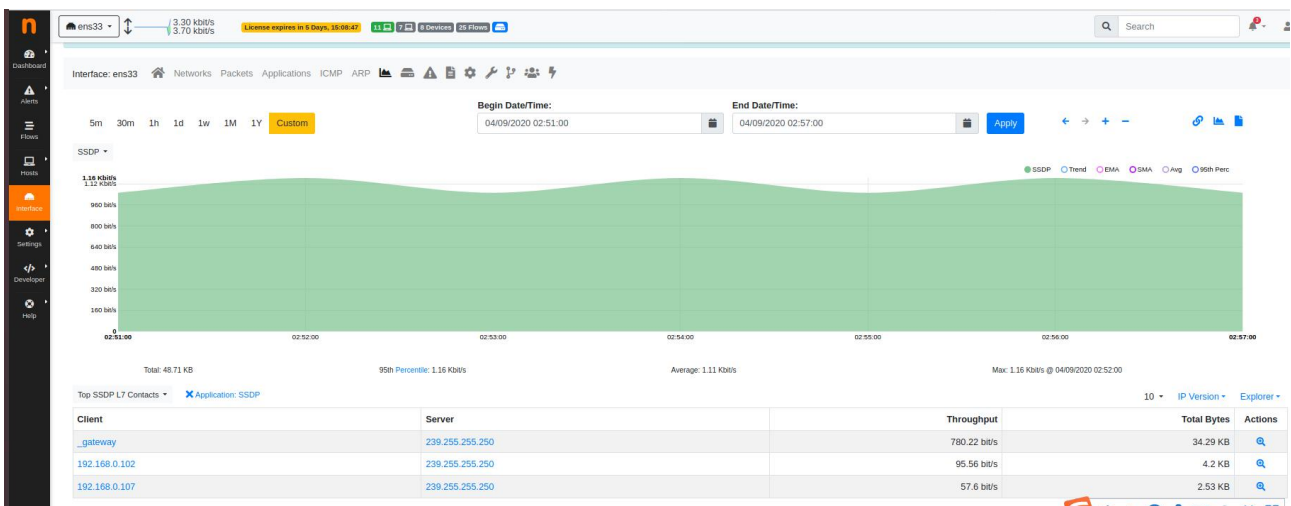 n
ens33
3.30 kbit/s
3.70 kbit/s
License expires in 5 Days, 15:08:47
11
7
8 Devices
25 Flows
Search
Dashboard
Alerts
Flows
Hosts
Interface
Settings
Developer
Help
Interface: ens33 Networks Packets Applications ICMP ARP
Begin Date/Time: End Date/Time:
5m 30m 1h 1d 1w 1M 1Y Custom 04/09/2020 02:51:00 04/09/2020 02:57:00 Apply
SSDP
SSDP Trend EMA SMA Avg 95th Perc
1.16 Kbit/s
1.12 Kbit/s
960 bit/s
800 bit/s
640 bit/s
480 bit/s
320 bit/s
160 bit/s
0
02:51:00 02:52:00 02:53:00 02:54:00 02:55:00 02:56:00 02:57:00
Total: 48.71 KB 95th Percentile: 1.16 Kbit/s Average: 1.11 Kbit/s Max: 1.16 Kbit/s @ 04/09/2020 02:52:00
Top SSDP L7 Contacts Application: SSDP 10 IP Version Explorer
Client Server Throughput Total Bytes Actions
_gateway 239.255.255.250 780.22 bit/s 34.29 KB
192.168.0.102 239.255.255.250 95.56 bit/s 4.2 KB
192.168.0.107 239.255.255.250 57.6 bit/s 2.53 KB